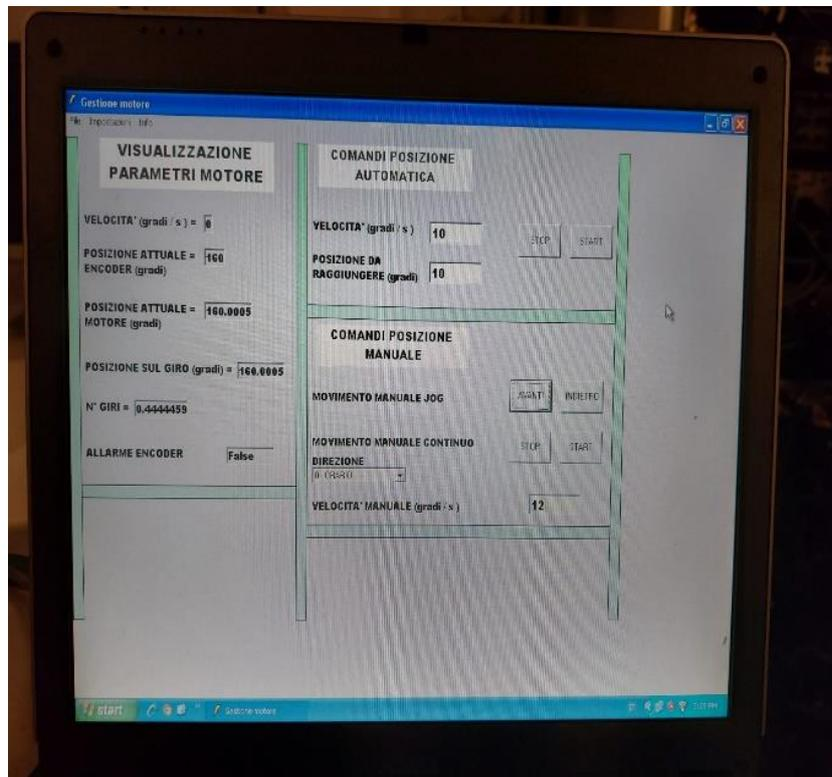 Gestione motore
File Impostazioni Info
VISUALIZZAZIONE
PARAMETRI MOTORE
VELOCITA' (gradi / s ) = 0
POSIZIONE ATTUALE = 160
ENCODER (gradi)
POSIZIONE ATTUALE = 160.0005
MOTORE (gradi)
POSIZIONE SUL GIRO (gradi) = 160.0005
N° GIRI = 0.4444459
ALLARME ENCODER False
COMANDI POSIZIONE
AUTOMATICA
VELOCITA' (gradi / s ) 10 STOP START
POSIZIONE DA
RAGGIUNGERE (gradi) 10
COMANDI POSIZIONE
MANUALE
MOVIMENTO MANUALE JOG AVANTI INDIETRO
MOVIMENTO MANUALE CONTINUO STOP START
DIREZIONE
0 ORARIO
VELOCITA' MANUALE (gradi / s ) 12
start Gestione motore